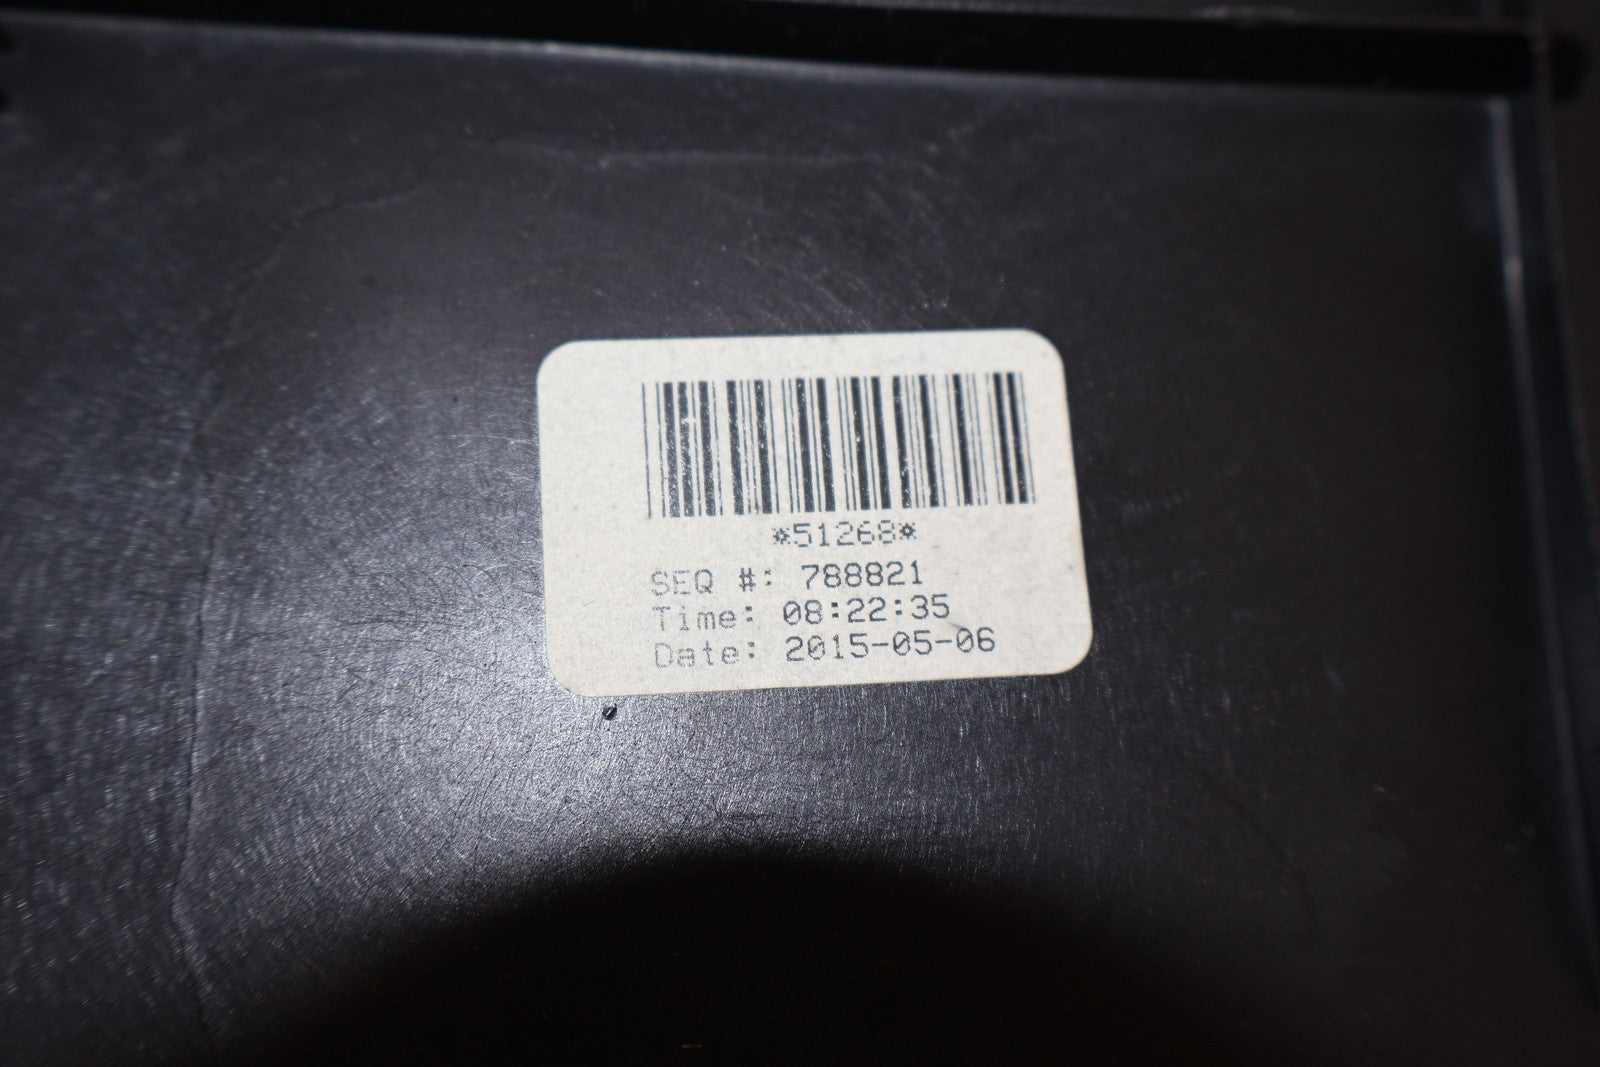 *51268*
SEQ #: 788821
Time: 08:22:35
Date: 2015-05-06